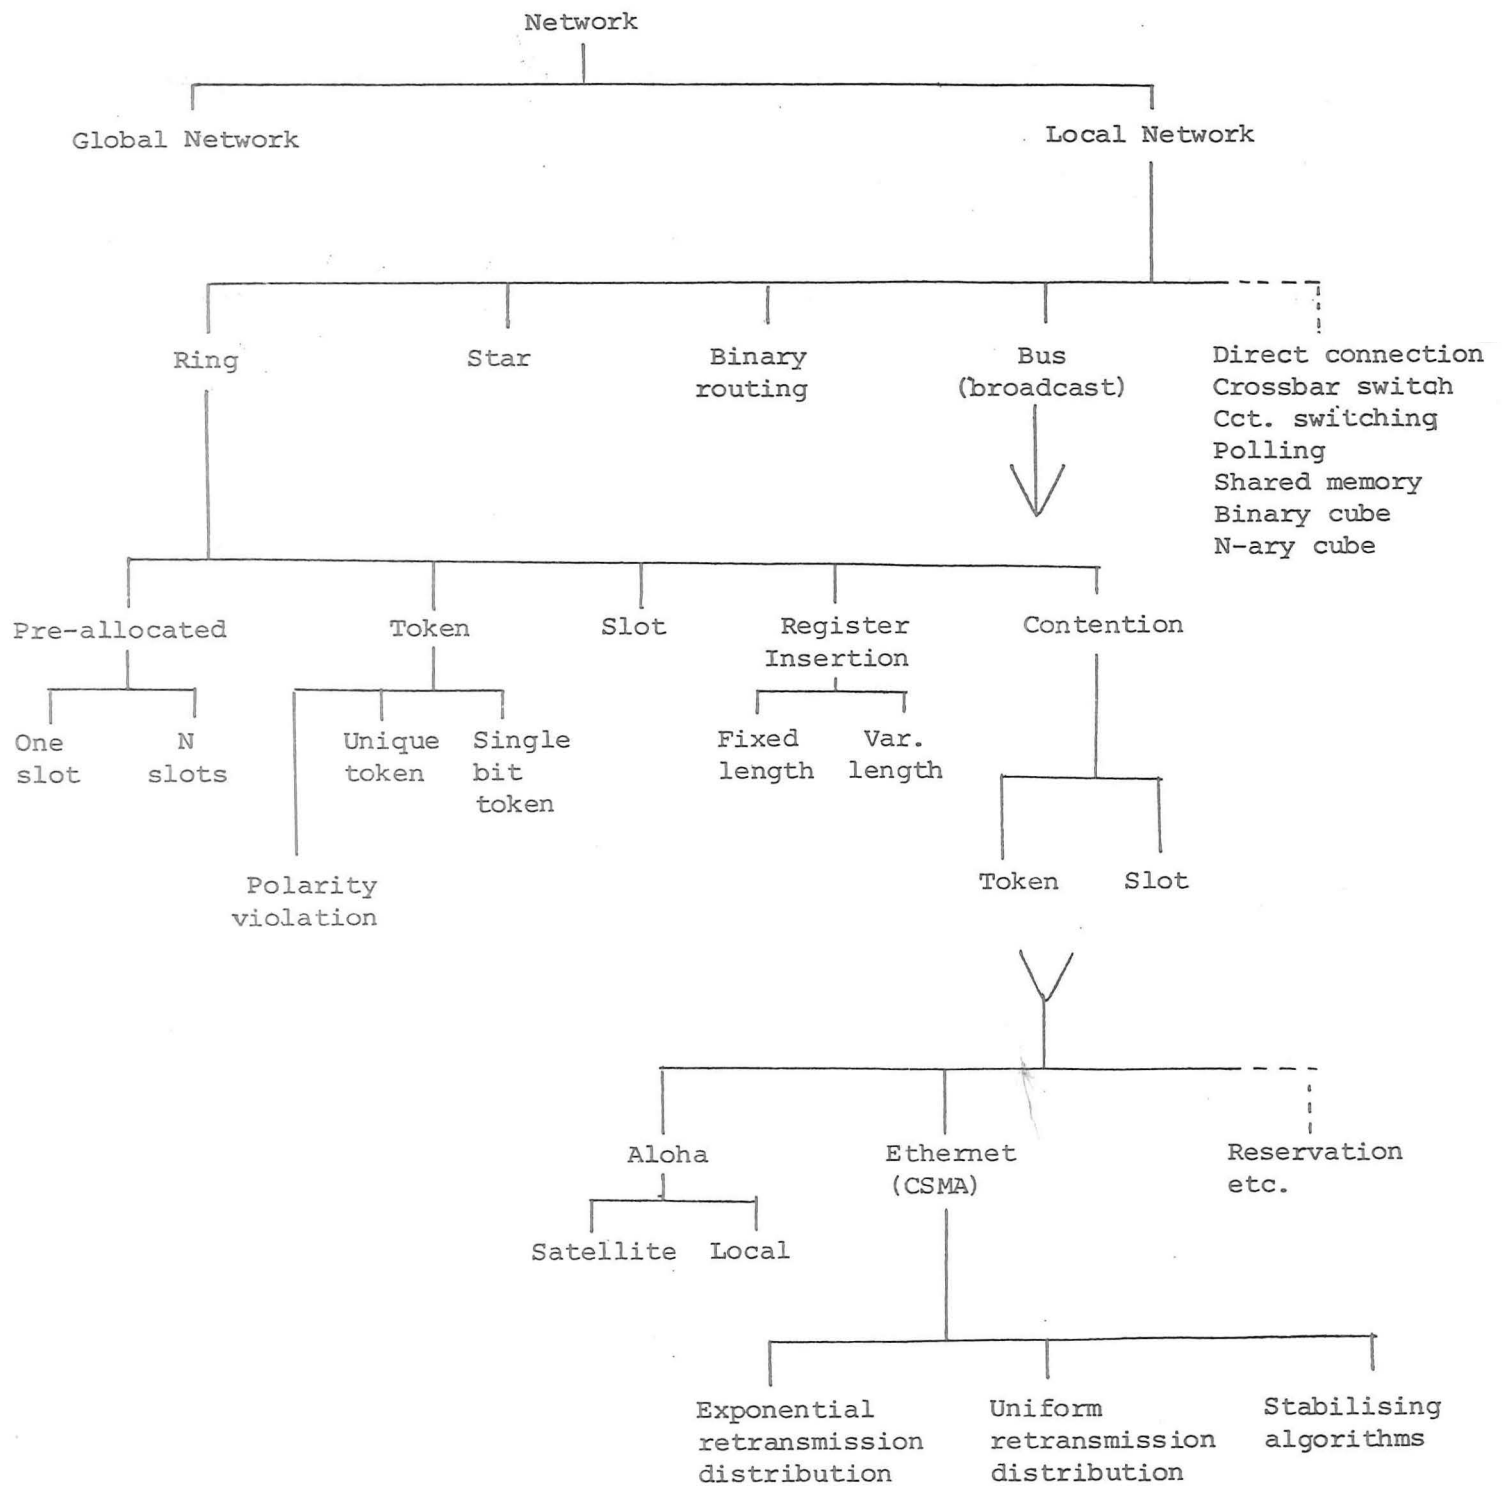 Network
Global Network
Local Network
Ring
Star
Binary
routing
Bus
(broadcast)
Direct connection
Crossbar switch
Cct. switching
Polling
Shared memory
Binary cube
N-ary cube
Pre-allocated
Token
Slot
Register
Insertion
Contention
One
slot
N
slots
Unique
token
Single
bit
token
Fixed
length
Var.
length
Polarity
violation
Token
Slot
Aloha
Ethernet
(CSMA)
Reservation
etc.
Satellite
Local
Exponential
retransmission
distribution
Uniform
retransmission
distribution
Stabilising
algorithms